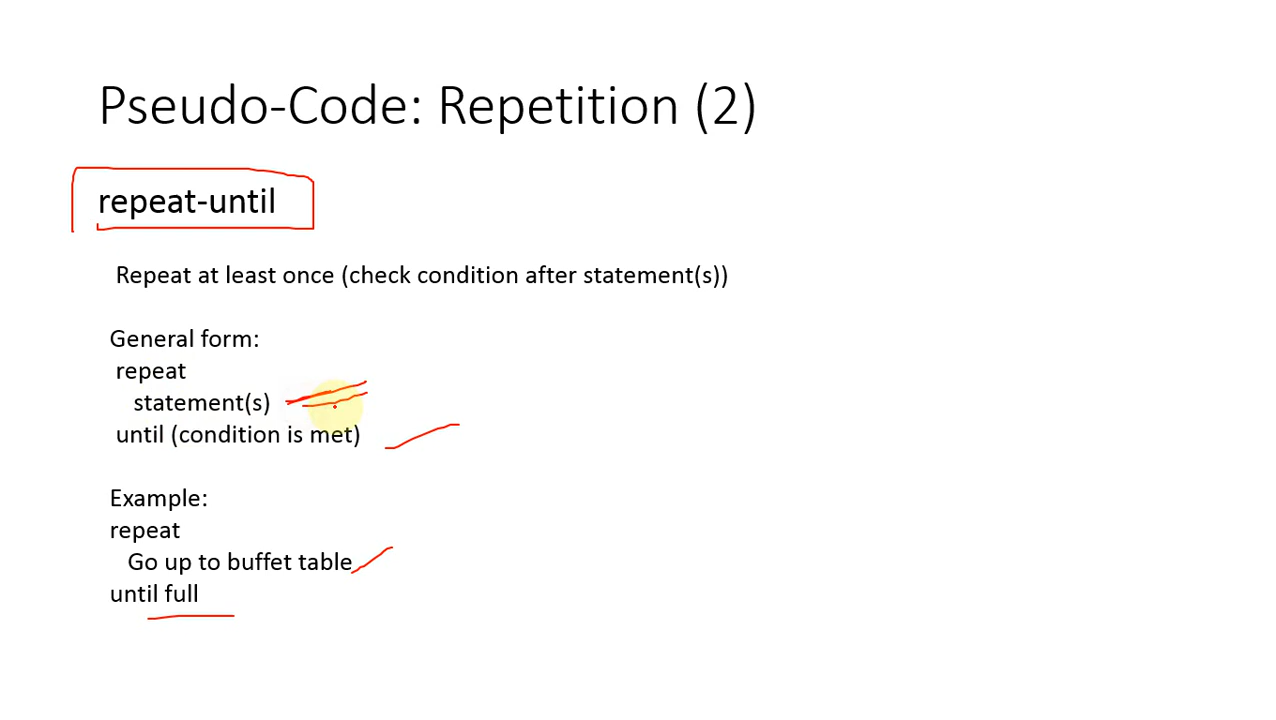 Pseudo-Code: Repetition (2)
repeat-until
Repeat at least once (check condition after statement(s))
General form:
repeat
statement(s)
until (condition is met)
Example:
repeat
Go up to buffet table
until full